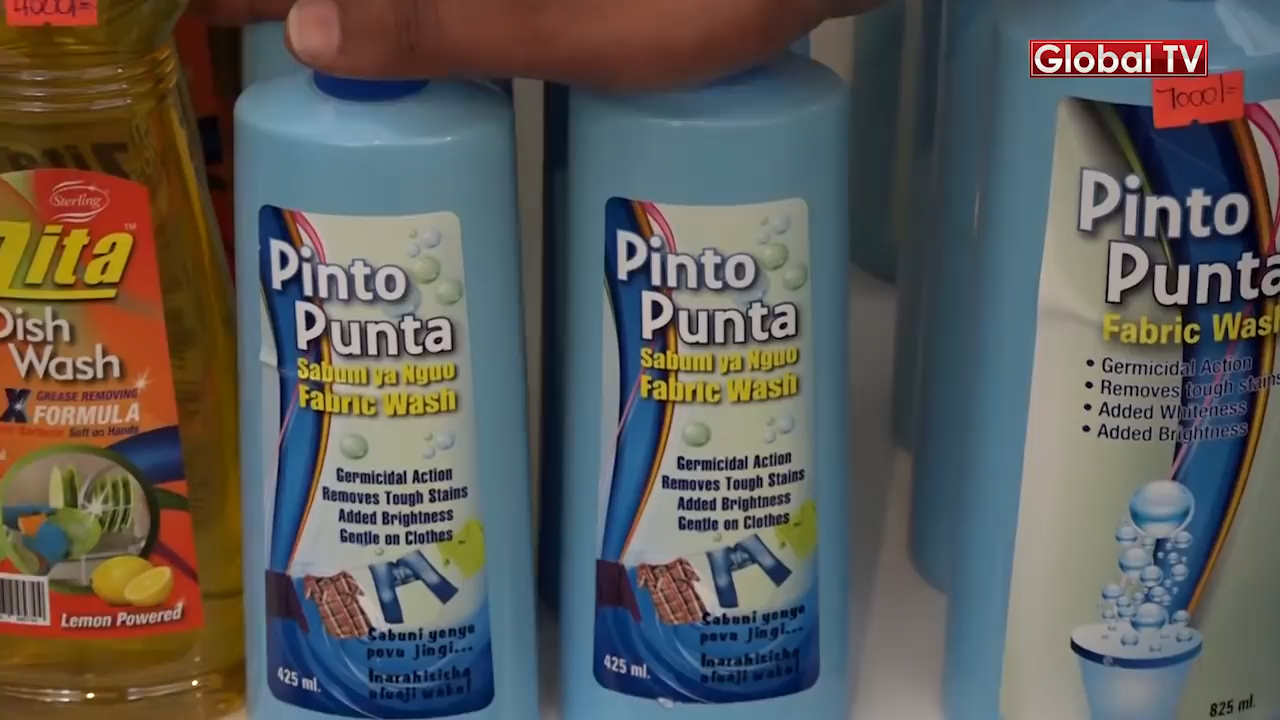 4000/=
Global TV
7000/=
Sterling
Zita
Dish
Wash
X GREASE REMOVING
FORMULA
Soft on Hands
Lemon Powered
Pinto
Punta
Sabuni ya Nguo
Fabric Wash
Germicidal Action
Removes Tough Stains
Added Brightness
Gentle on Clothes
Sabuni yenye
povu jingi...
Inarahisisha
ufuaji wako!
425 ml.
Pinto
Punta
Sabuni ya Nguo
Fabric Wash
Germicidal Action
Removes Tough Stains
Added Brightness
Gentle on Clothes
Sabuni yenye
povu jingi...
Inarahisisha
ufuaji wako!
425 ml.
Pinto
Punta
Fabric Wash
• Germicidal Action
• Removes tough stains
• Added Whiteness
• Added Brightness
825 ml.